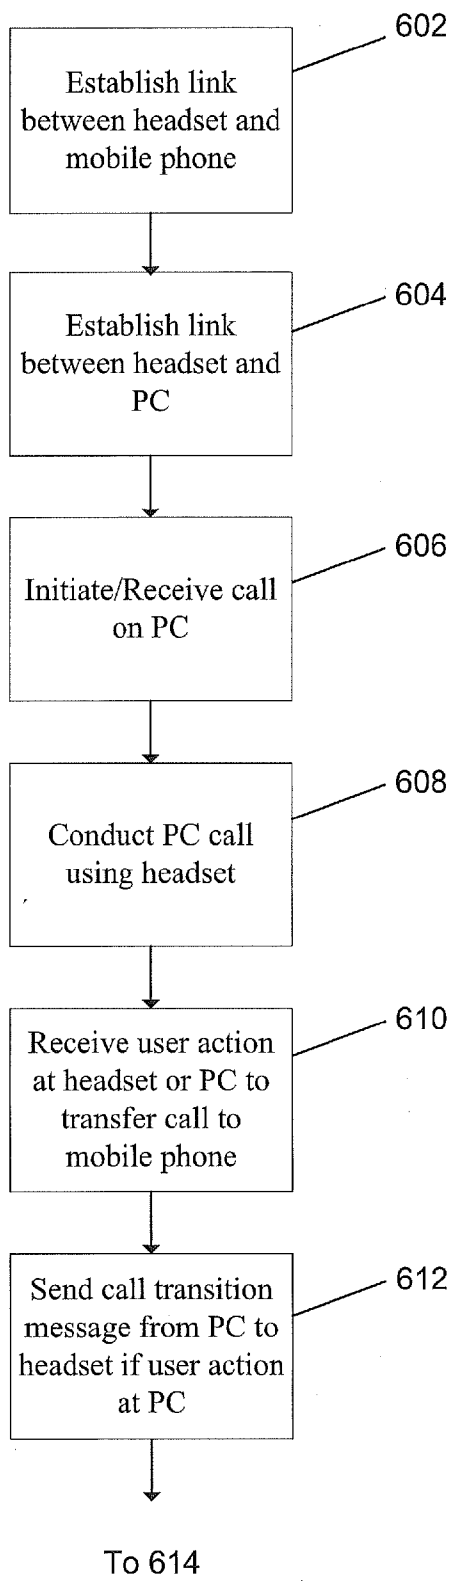 602
Establish link
between headset and
mobile phone
604
Establish link
between headset and
PC
606
Initiate/Receive call
on PC
608
Conduct PC call
using headset
610
Receive user action
at headset or PC to
transfer call to
mobile phone
612
Send call transition
message from PC to
headset if user action
at PC
To 614